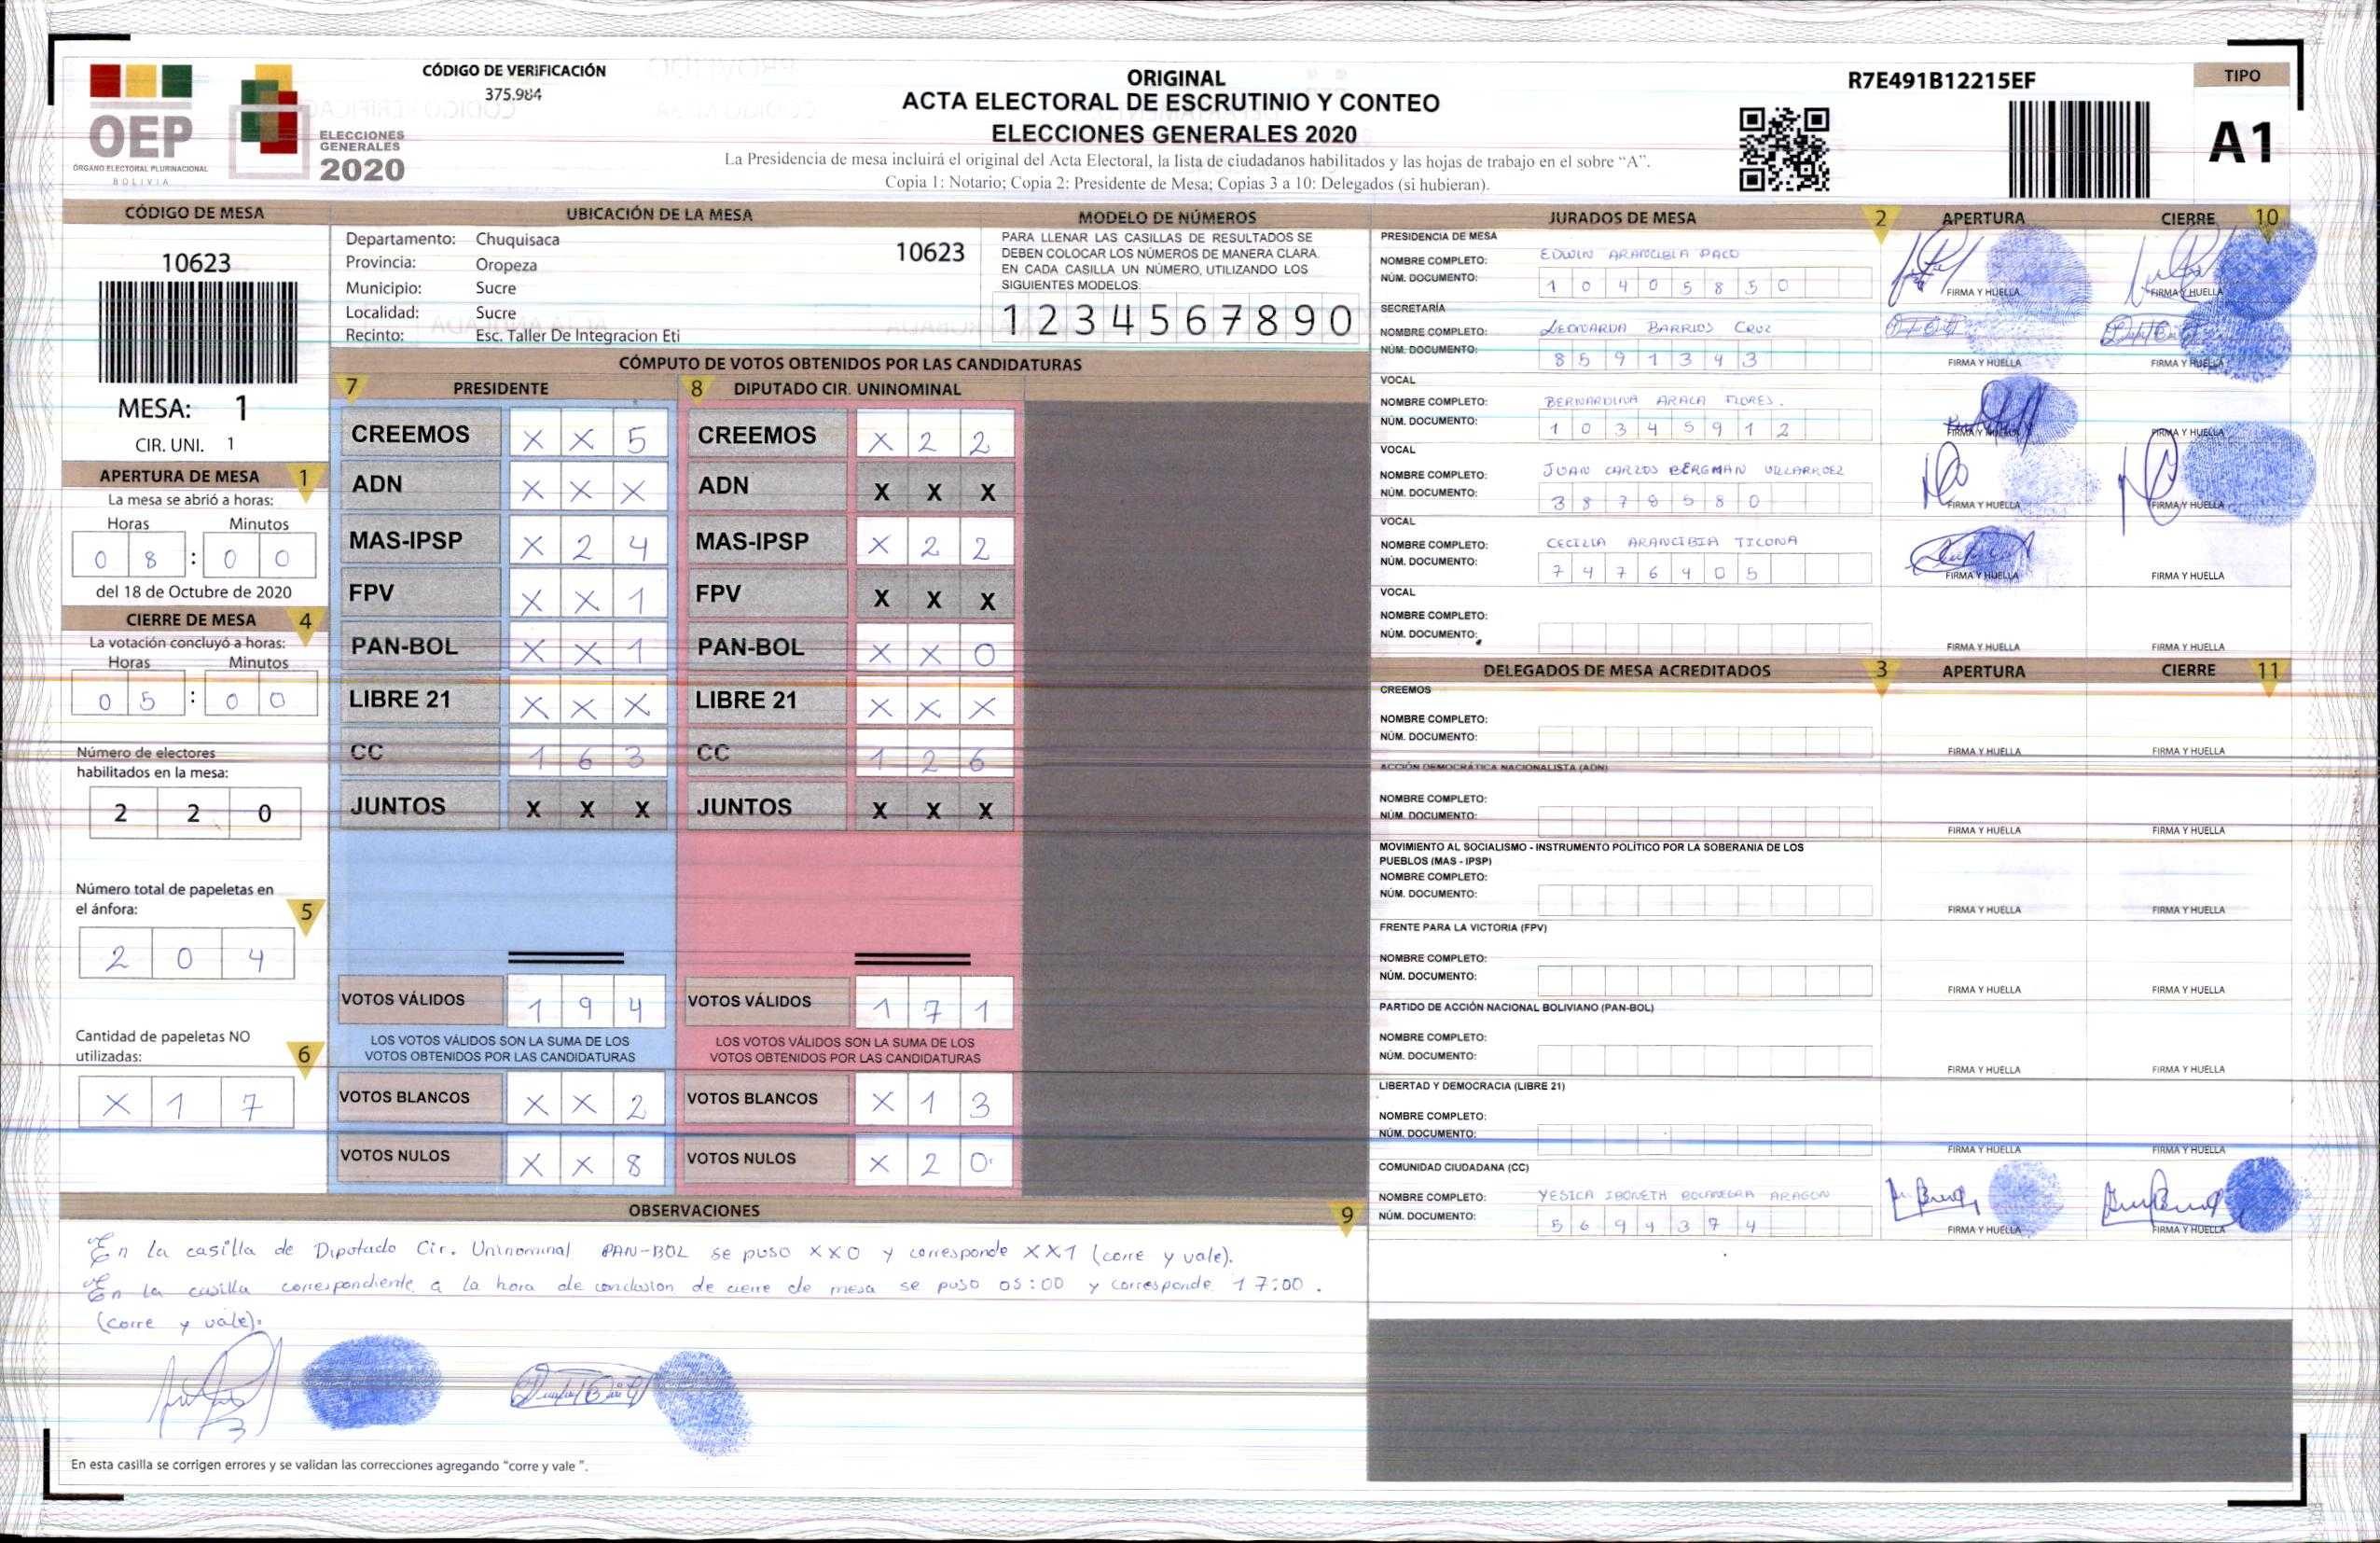 OEP
ÓRGANO ELECTORAL PLURINACIONAL
BOLIVIA
ELECCIONES
GENERALES
2020
CÓDIGO DE VERIFICACIÓN
375.984
ORIGINAL
ACTA ELECTORAL DE ESCRUTINIO Y CONTEO
ELECCIONES GENERALES 2020
La Presidencia de mesa incluirá el original del Acta Electoral, la lista de ciudadanos habilitados y las hojas de trabajo en el sobre “A”.
Copia 1: Notario; Copia 2: Presidente de Mesa; Copias 3 a 10: Delegados (si hubieran).
R7E491B12215EF
TIPO
A1
CÓDIGO DE MESA
10623
MESA: 1
CIR. UNI. 1
APERTURA DE MESA 1
La mesa se abrió a horas:
Horas Minutos
0 8 : 0 0
del 18 de Octubre de 2020
CIERRE DE MESA 4
La votación concluyó a horas:
Horas Minutos
0 5 : 0 0
Número de electores
habilitados en la mesa:
2 2 0
Número total de papeletas en
el ánfora: 5
2 0 4
Cantidad de papeletas NO
utilizadas: 6
X 1 7
UBICACIÓN DE LA MESA
Departamento: Chuquisaca 10623
Provincia: Oropeza
Municipio: Sucre
Localidad: Sucre
Recinto: Esc. Taller De Integracion Eti
MODELO DE NÚMEROS
PARA LLENAR LAS CASILLAS DE RESULTADOS SE
DEBEN COLOCAR LOS NÚMEROS DE MANERA CLARA.
EN CADA CASILLA UN NÚMERO, UTILIZANDO LOS
SIGUIENTES MODELOS:
1 2 3 4 5 6 7 8 9 0
CÓMPUTO DE VOTOS OBTENIDOS POR LAS CANDIDATURAS
7 PRESIDENTE 8 DIPUTADO CIR. UNINOMINAL
CREEMOS X X 5 CREEMOS X 2 2
ADN X X X ADN X X X
MAS-IPSP X 2 4 MAS-IPSP X 2 2
FPV X X 1 FPV X X X
PAN-BOL X X 1 PAN-BOL X X 0
LIBRE 21 X X X LIBRE 21 X X X
CC 1 6 3 CC 1 2 6
JUNTOS X X X JUNTOS X X X
VOTOS VÁLIDOS 1 9 4 VOTOS VÁLIDOS 1 7 1
LOS VOTOS VÁLIDOS SON LA SUMA DE LOS LOS VOTOS VÁLIDOS SON LA SUMA DE LOS
VOTOS OBTENIDOS POR LAS CANDIDATURAS VOTOS OBTENIDOS POR LAS CANDIDATURAS
VOTOS BLANCOS X X 2 VOTOS BLANCOS X 1 3
VOTOS NULOS X X 8 VOTOS NULOS X 2 0
JURADOS DE MESA 2 APERTURA CIERRE 10
PRESIDENCIA DE MESA
NOMBRE COMPLETO: EDWIN ARANCIBIA PACO
NÚM. DOCUMENTO: 1 0 4 0 5 8 5 0
FIRMA Y HUELLA FIRMA Y HUELLA
SECRETARÍA
NOMBRE COMPLETO: LEONARDA BARRIOS CRUZ
NÚM. DOCUMENTO: 8 5 9 1 3 4 3
FIRMA Y HUELLA FIRMA Y HUELLA
VOCAL
NOMBRE COMPLETO: BERNARDINA ARACA FLORES.
NÚM. DOCUMENTO: 1 0 3 4 5 9 1 2
FIRMA Y HUELLA FIRMA Y HUELLA
VOCAL
NOMBRE COMPLETO: JUAN CARLOS BERGMAN VILLARROEZ
NÚM. DOCUMENTO: 3 8 7 8 5 8 0
FIRMA Y HUELLA FIRMA Y HUELLA
VOCAL
NOMBRE COMPLETO: CECILIA ARANCIBIA TICONA
NÚM. DOCUMENTO: 7 4 7 6 4 0 5
FIRMA Y HUELLA FIRMA Y HUELLA
VOCAL
NOMBRE COMPLETO:
NÚM. DOCUMENTO:
FIRMA Y HUELLA FIRMA Y HUELLA
DELEGADOS DE MESA ACREDITADOS 3 APERTURA CIERRE 11
CREEMOS
NOMBRE COMPLETO:
NÚM. DOCUMENTO:
FIRMA Y HUELLA FIRMA Y HUELLA
ACCIÓN DEMOCRÁTICA NACIONALISTA (ADN)
NOMBRE COMPLETO:
NÚM. DOCUMENTO:
FIRMA Y HUELLA FIRMA Y HUELLA
MOVIMIENTO AL SOCIALISMO - INSTRUMENTO POLÍTICO POR LA SOBERANIA DE LOS
PUEBLOS (MAS - IPSP)
NOMBRE COMPLETO:
NÚM. DOCUMENTO:
FIRMA Y HUELLA FIRMA Y HUELLA
FRENTE PARA LA VICTORIA (FPV)
NOMBRE COMPLETO:
NÚM. DOCUMENTO:
FIRMA Y HUELLA FIRMA Y HUELLA
PARTIDO DE ACCIÓN NACIONAL BOLIVIANO (PAN-BOL)
NOMBRE COMPLETO:
NÚM. DOCUMENTO:
FIRMA Y HUELLA FIRMA Y HUELLA
LIBERTAD Y DEMOCRACIA (LIBRE 21)
NOMBRE COMPLETO:
NÚM. DOCUMENTO:
FIRMA Y HUELLA FIRMA Y HUELLA
COMUNIDAD CIUDADANA (CC)
NOMBRE COMPLETO: YESICA IBONETH BOLANEGRA ARAGON
NÚM. DOCUMENTO: 5 6 9 4 3 7 4
FIRMA Y HUELLA FIRMA Y HUELLA
OBSERVACIONES 9
En la casilla de Diputado Cir. Uninominal PAN-BOL se puso XX0 y corresponde XX1 (corre y vale).
En la casilla correspondiente a la hora de conclusion de cierre de mesa se puso 05:00 y corresponde 17:00.
(corre y vale).
En esta casilla se corrigen errores y se validan las correcciones agregando “corre y vale”.